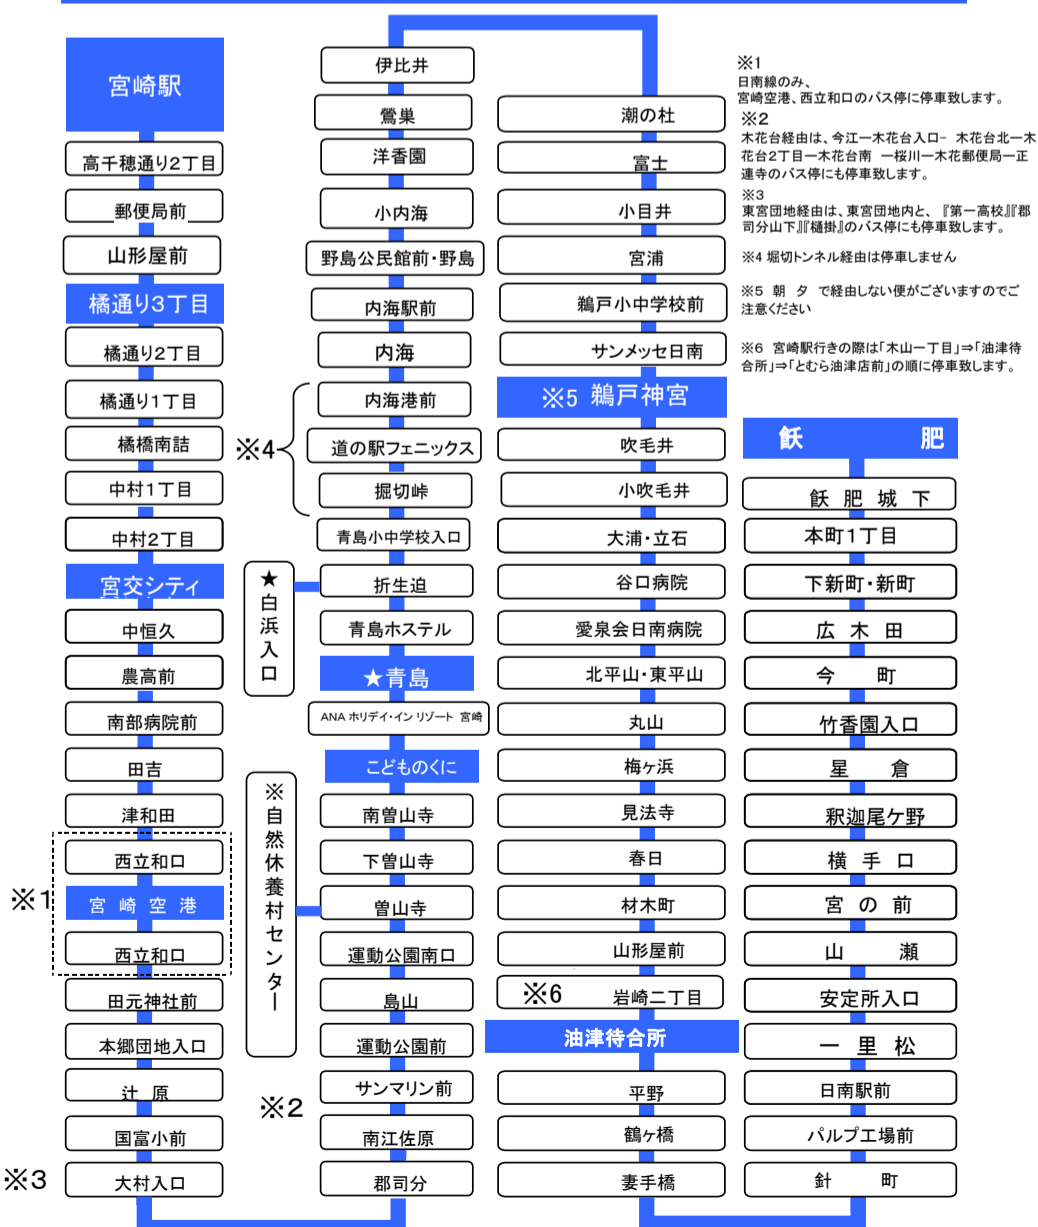 宮崎駅
高千穂通り2丁目
郵便局前
山形屋前
橘通り3丁目
橘通り2丁目
橘通り1丁目
橘橋南詰
中村1丁目
中村2丁目
宮交シティ
中恒久
農高前
南部病院前
田吉
津和田
西立和口
※1
宮崎空港
西立和口
田元神社前
本郷団地入口
辻原
国富小前
※3
大村入口
伊比井
鶯巣
洋香園
小内海
野島公民館前・野島
内海駅前
内海
※4
内海港前
道の駅フェニックス
掘切峠
青島小中学校入口
★白浜入口
折生迫
青島ホステル
★青島
ANA ホリデイ・イン リゾート 宮崎
こどものくに
※自然休養村センター
南曽山寺
下曽山寺
曽山寺
運動公園南口
島山
運動公園前
※2
サンマリン前
南江佐原
郡司分
潮の杜
富士
小目井
宮浦
鵜戸小中学校前
サンメッセ日南
※5 鵜戸神宮
吹毛井
小吹毛井
大浦・立石
谷口病院
愛泉会日南病院
北平山・東平山
丸山
梅ヶ浜
見法寺
春日
材木町
山形屋前
※6 岩崎二丁目
油津待合所
平野
鶴ヶ橋
妻手橋
※1
日南線のみ、
宮崎空港、西立和口のバス停に停車致します。
※2
木花台経由は、今江ー木花台入口- 木花台北ー木
花台2丁目ー木花台南 ー桜川ー木花郵便局ー正
連寺のバス停にも停車致します。
※3
東宮団地経由は、東宮団地内と、『第一高校』『郡
司分山下』『樋掛』のバス停にも停車致します。
※4 堀切トンネル経由は停車しません
※5 朝 夕 で経由しない便がございますのでご
注意ください
※6 宮崎駅行きの際は「木山一丁目」⇒「油津待
合所」⇒「とむら油津店前」の順に停車致します。
飫肥
飫肥城下
本町1丁目
下新町・新町
広木田
今町
竹香園入口
星倉
釈迦尾ケ野
横手口
宮の前
山瀬
安定所入口
一里松
日南駅前
パルプ工場前
針町